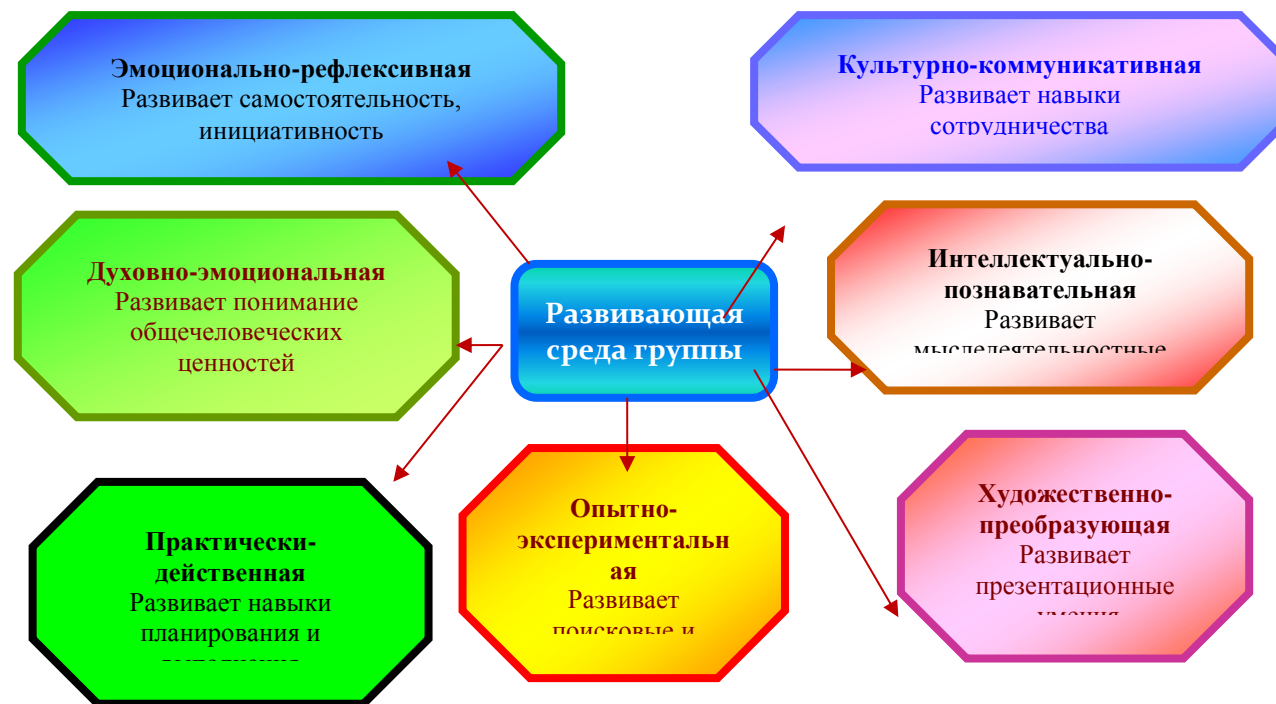 Эмоционально-рефлексивная
Развивает самостоятельность,
инициативность
Культурно-коммуникативная
Развивает навыки
сотрудничества
Духовно-эмоциональная
Развивает понимание
общечеловеческих
ценностей
Развивающая
среда группы
Интеллектуально-
познавательная
Развивает
мыследеятельностные
Практически-
действенная
Развивает навыки
планирования и
Опытно-
экспериментальн
ая
Развивает
поисковые и
Художественно-
преобразующая
Развивает
презентационные
умения